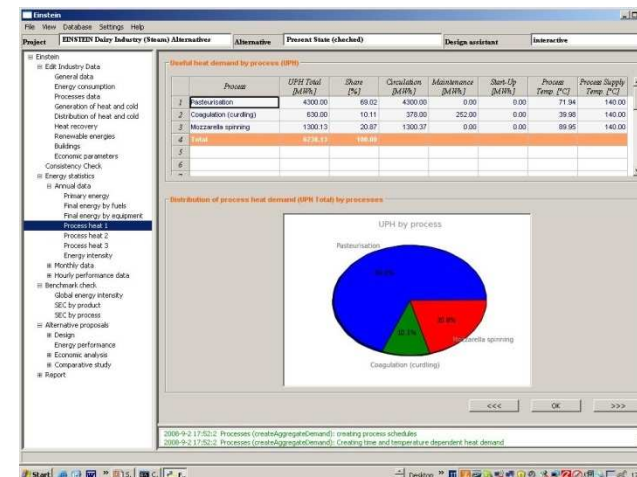 Einstein
File View Database Settings Help
Project EINSTEIN Dairy Industry (Steam) Alternatives Alternative Present State (checked) Design assistant interactive
Einstein
Edit Industry Data
General data
Energy consumption
Processes data
Generation of heat and cold
Distribution of heat and cold
Heat recovery
Renewable energies
Buildings
Economic parameters
Consistency Check
Energy statistics
Annual data
Primary energy
Final energy by fuels
Final energy by equipment
Process heat 1
Process heat 2
Process heat 3
Energy intensity
Monthly data
Hourly performance data
Benchmark check
Global energy intensity
SEC by product
SEC by process
Alternative proposals
Design
Energy performance
Economic analysis
Comparative study
Report
Useful heat demand by process (UPH)
Process UPH Total [MWh] Share [%] Circulation [MWh] Maintenance [MWh] Start-Up [MWh] Process Temp. [°C] Process Supply Temp. [°C]
1 Pasteurisation 4300.00 69.02 4300.00 0.00 0.00 71.94 140.00
2 Coagulation (curdling) 630.00 10.11 378.00 252.00 0.00 39.98 140.00
3 Mozzarella spinning 1300.13 20.87 1300.37 0.00 0.00 89.95 140.00
4 Total 6230.13 100.00
5
6
Distribution of process heat demand (UPH Total) by processes
UPH by process
Pasteurisation
10.1%
Mozzarella spinning
Coagulation (curdling)
<<< OK >>>
2008-9-2 17:52:2 Processes (createAggregateDemand): creating process schedules
2008-9-2 17:52:2 Processes (createAggregateDemand): Creating time and temperature dependent heat demand
Start
Desktop